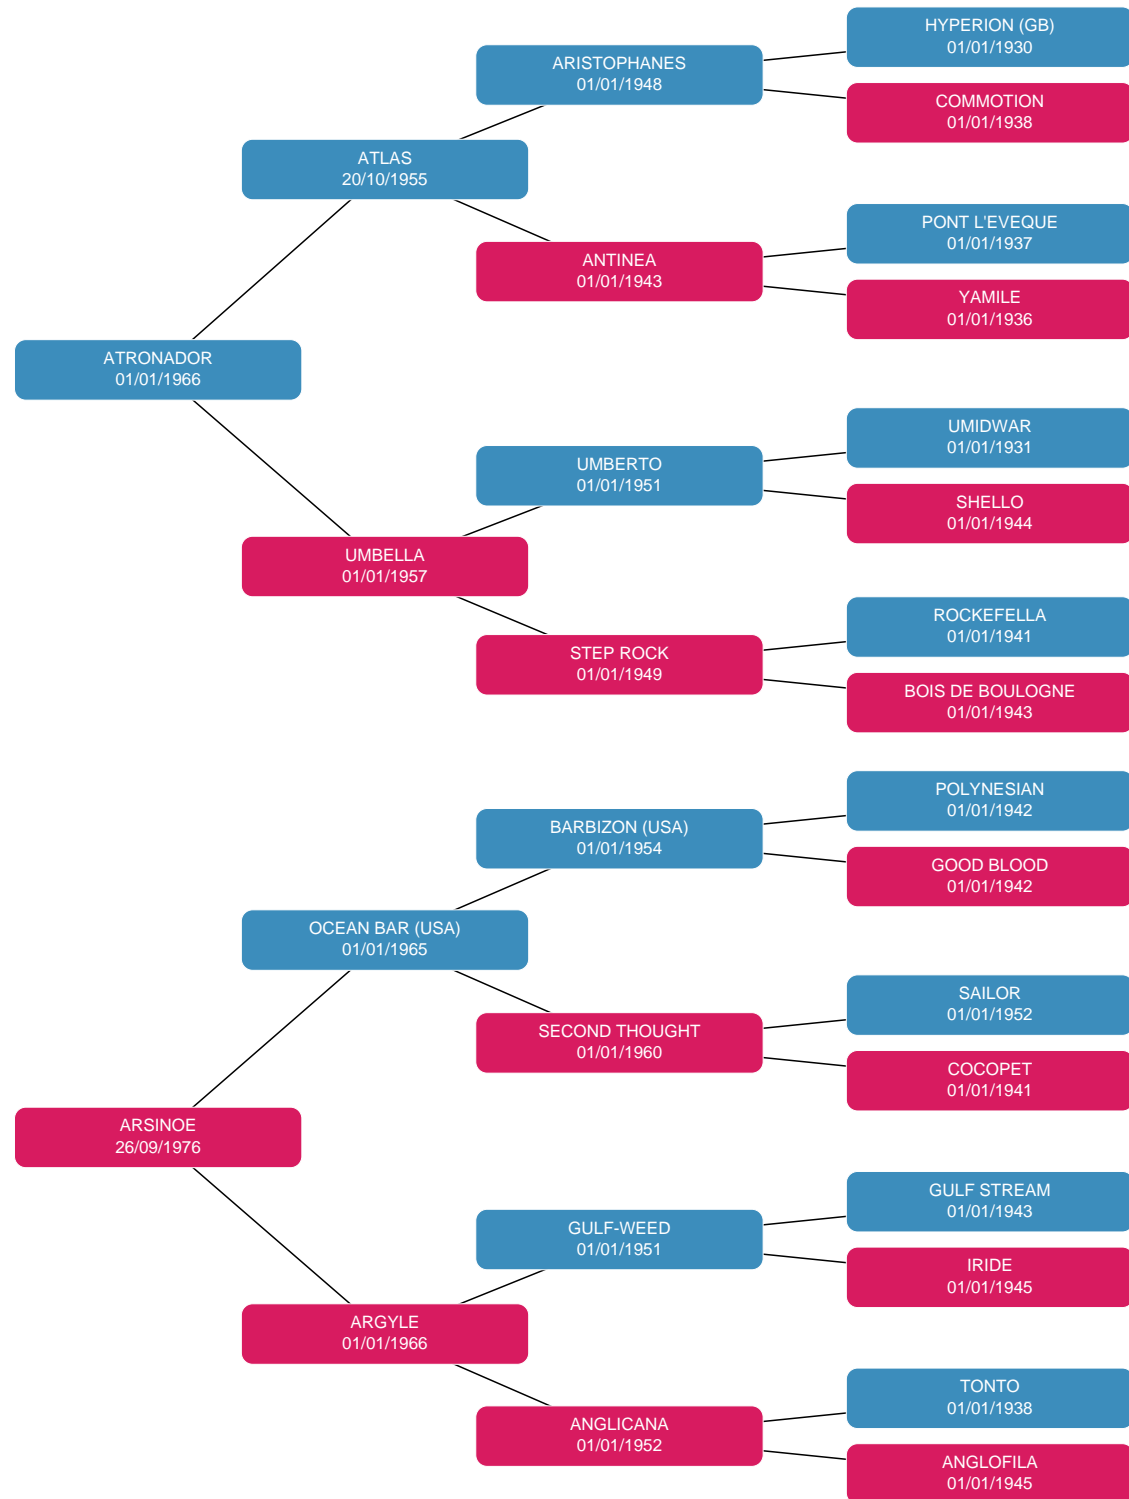 HYPERION (GB)
01/01/1930
ARISTOPHANES
01/01/1948
COMMOTION
01/01/1938
ATLAS
20/10/1955
PONT L'EVEQUE
01/01/1937
ANTINEA
01/01/1943
YAMILE
01/01/1936
ATRONADOR
01/01/1966
UMIDWAR
01/01/1931
UMBERTO
01/01/1951
SHELLO
01/01/1944
UMBELLA
01/01/1957
ROCKEFELLA
01/01/1941
STEP ROCK
01/01/1949
BOIS DE BOULOGNE
01/01/1943
POLYNESIAN
01/01/1942
BARBIZON (USA)
01/01/1954
GOOD BLOOD
01/01/1942
OCEAN BAR (USA)
01/01/1965
SAILOR
01/01/1952
SECOND THOUGHT
01/01/1960
COCOPET
01/01/1941
ARSINOE
26/09/1976
GULF STREAM
01/01/1943
GULF-WEED
01/01/1951
IRIDE
01/01/1945
ARGYLE
01/01/1966
TONTO
01/01/1938
ANGLICANA
01/01/1952
ANGLOFILA
01/01/1945